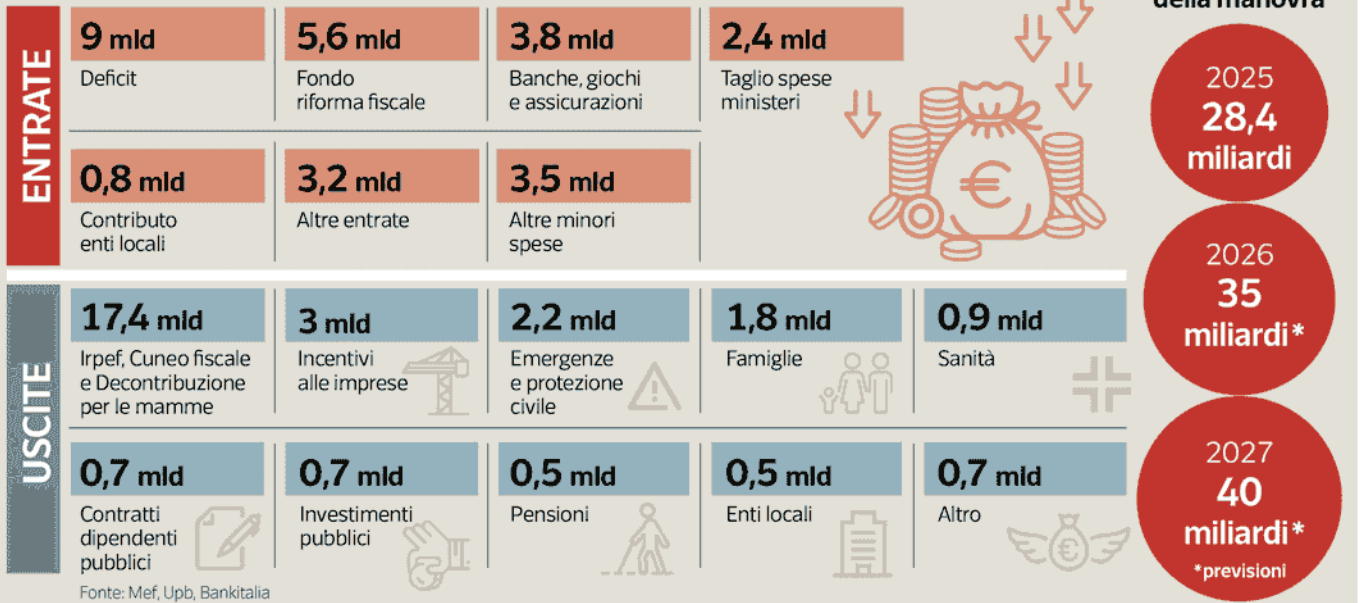 della manovra
ENTRATE
9 mld
Deficit
5,6 mld
Fondo
riforma fiscale
3,8 mld
Banche, giochi
e assicurazioni
2,4 mld
Taglio spese
ministeri
0,8 mld
Contributo
enti locali
3,2 mld
Altre entrate
3,5 mld
Altre minori
spese
€
USCITE
17,4 mld
Irpef, Cuneo fiscale
e Decontribuzione
per le mamme
3 mld
Incentivi
alle imprese
2,2 mld
Emergenze
e protezione
civile
1,8 mld
Famiglie
0,9 mld
Sanità
0,7 mld
Contratti
dipendenti
pubblici
0,7 mld
Investimenti
pubblici
0,5 mld
Pensioni
0,5 mld
Enti locali
0,7 mld
Altro
€
2025
28,4
miliardi
2026
35
miliardi*
2027
40
miliardi*
*previsioni
Fonte: Mef, Upb, Bankitalia